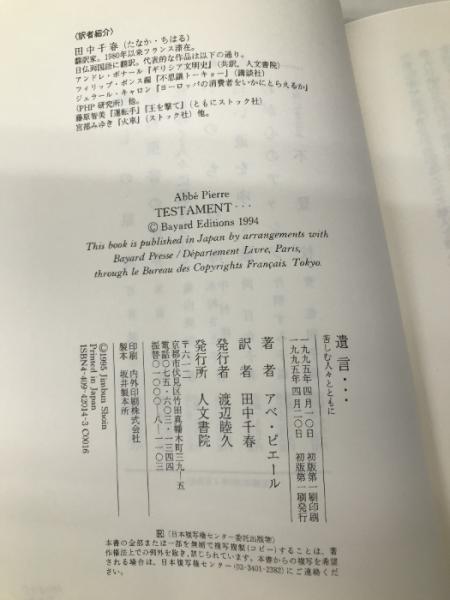 〈訳者紹介〉
田中千春（たなか・ちはる）
翻訳家。1980年以来フランス滞在。
日仏両国語に翻訳。代表的な作品は以下の通り。
アンドレ・ボナール『ギリシア文明史』（共訳、人文書院）
フィリップ・ポンス編『不思議トーキョー』（講談社）
ジェラール・キャロン『ヨーロッパの消費者をいかにとらえるか』
（PHP研究所）他。
藤原智美『運転手』『王を撃て』（ともにストック社）
宮部みゆき『火車』（ストック社）他。
Abbé Pierre
TESTAMENT···
© Bayard Editions 1994
This book is published in Japan by arrangements with
Bayard Presse / Département Livre, Paris,
through le Bureau des Copyrights Français, Tokyo.
遺言···
苦しむ人々とともに
一九九五年四月一〇日 初版第一刷印刷
一九九五年四月二〇日 初版第一刷発行
著者 アベ・ピエール
訳者 田中千春
発行者 渡辺睦久
発行所 人文書院
〒六一二
京都市伏見区竹田真幡木町三九-五
電話〇七五・六〇三・一三四四
振替〇一〇〇〇-八-一一〇三
印刷 内外印刷株式会社
製本 坂井製本所
©1995 Jimbun Shoin
Printed in Japan
ISBN4-409-42014-3 C0016
〈日本複写権センター委託出版物〉
本書の全部または一部を無断で複写複製（コピー）することは、著
作権法上での例外を除き、禁じられています。本書からの複写を希望
される場合は、日本複写権センター（03-3401-2382）にご連絡くだ
さい。